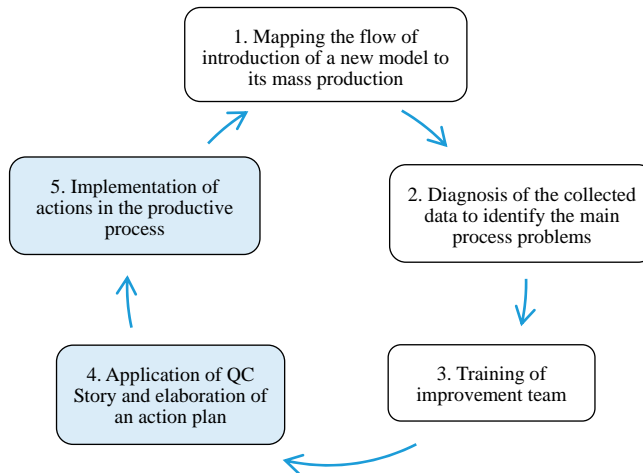 1. Mapping the flow of
introduction of a new model to
its mass production
2. Diagnosis of the collected
data to identify the main
process problems
3. Training of
improvement team
4. Application of QC
Story and elaboration of
an action plan
5. Implementation of
actions in the productive
process